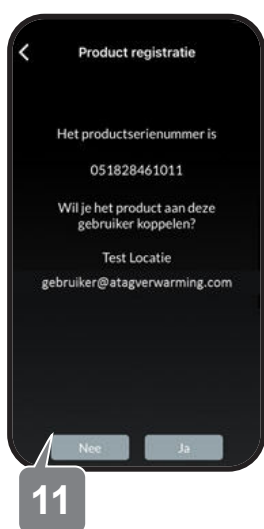 Product registratie
Het productserienummer is
051828461011
Wil je het product aan deze
gebruiker koppelen?
Test Locatie
gebruiker@atagverwarming.com
Nee
Ja
11